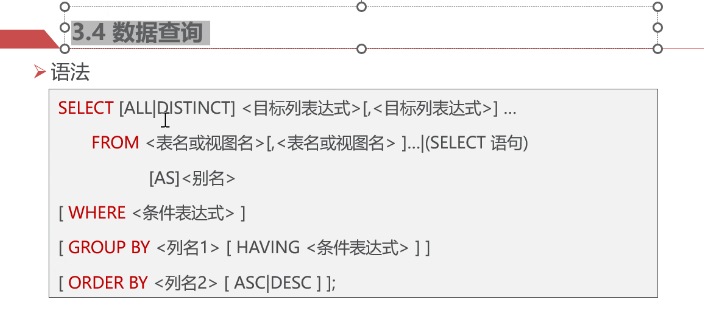 3.4 数据查询
语法
SELECT [ALL|DISTINCT] <目标列表达式>[,<目标列表达式>] ...
FROM <表名或视图名>[,<表名或视图名> ]...|(SELECT 语句)
[AS]<别名>
[ WHERE <条件表达式> ]
[ GROUP BY <列名1> [ HAVING <条件表达式> ] ]
[ ORDER BY <列名2> [ ASC|DESC ] ];